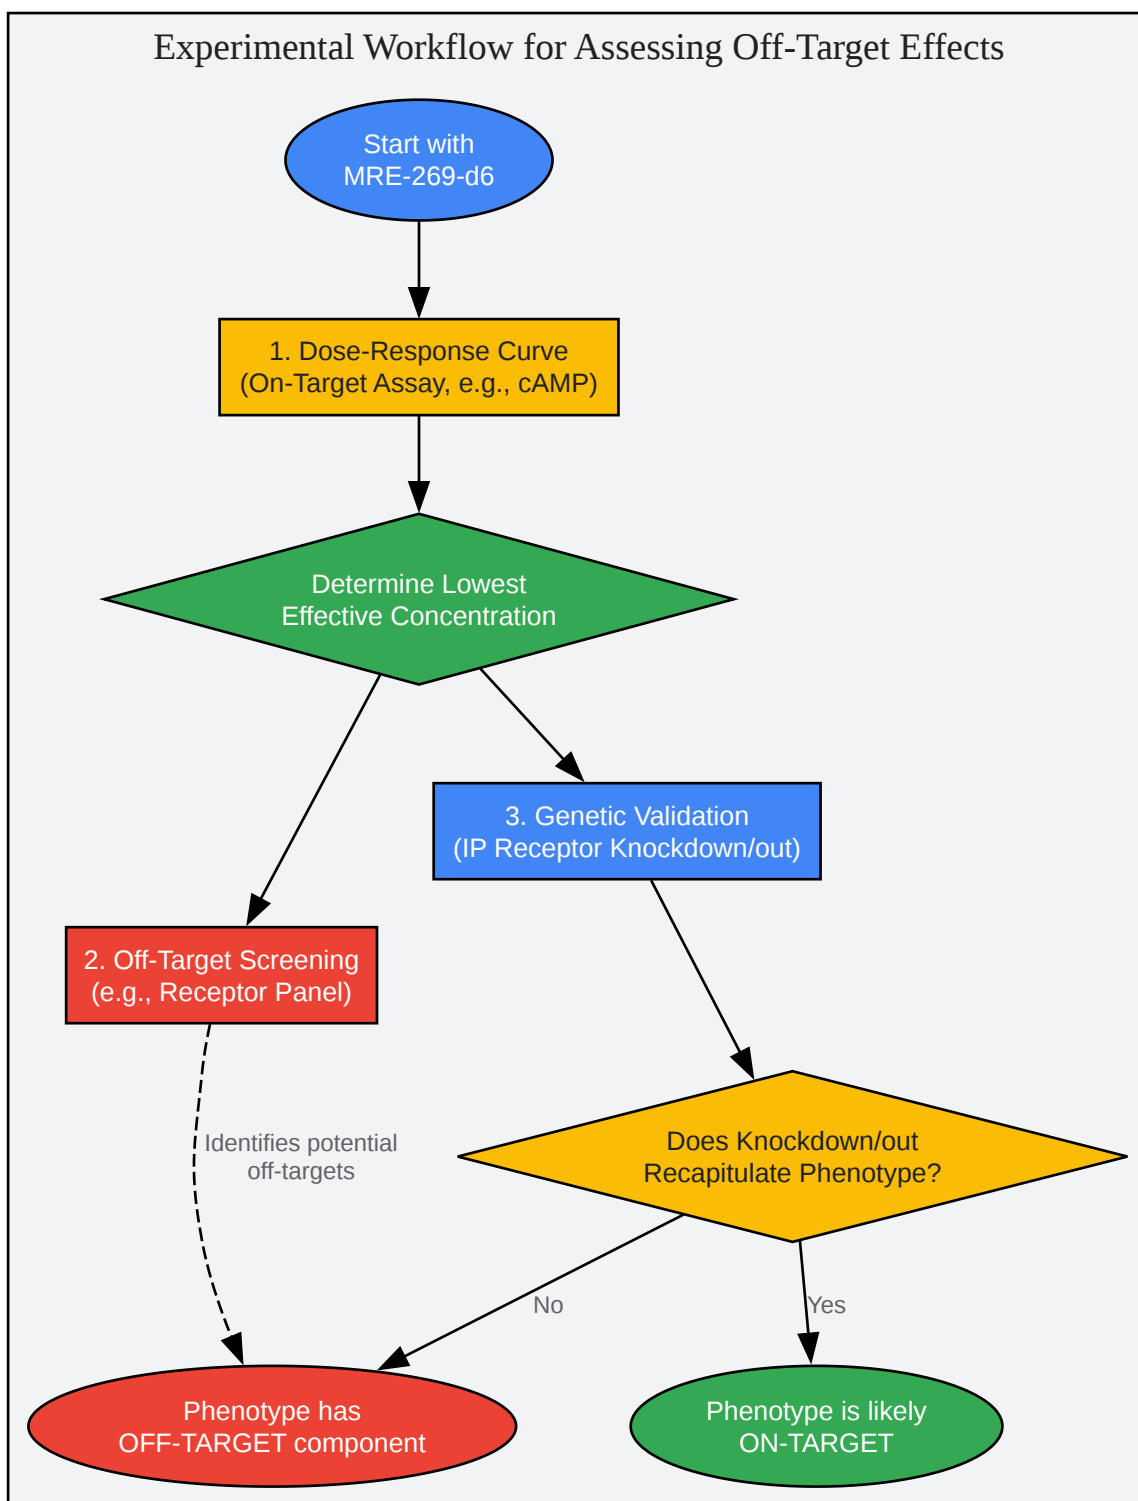 Experimental Workflow for Assessing Off-Target Effects
Start with
MRE-269-d6
1. Dose-Response Curve
(On-Target Assay, e.g., cAMP)
Determine Lowest
Effective Concentration
3. Genetic Validation
(IP Receptor Knockdown/out)
2. Off-Target Screening
(e.g., Receptor Panel)
Identifies potential
off-targets
Does Knockdown/out
Recapitulate Phenotype?
No
Yes
Phenotype has
OFF-TARGET component
Phenotype is likely
ON-TARGET